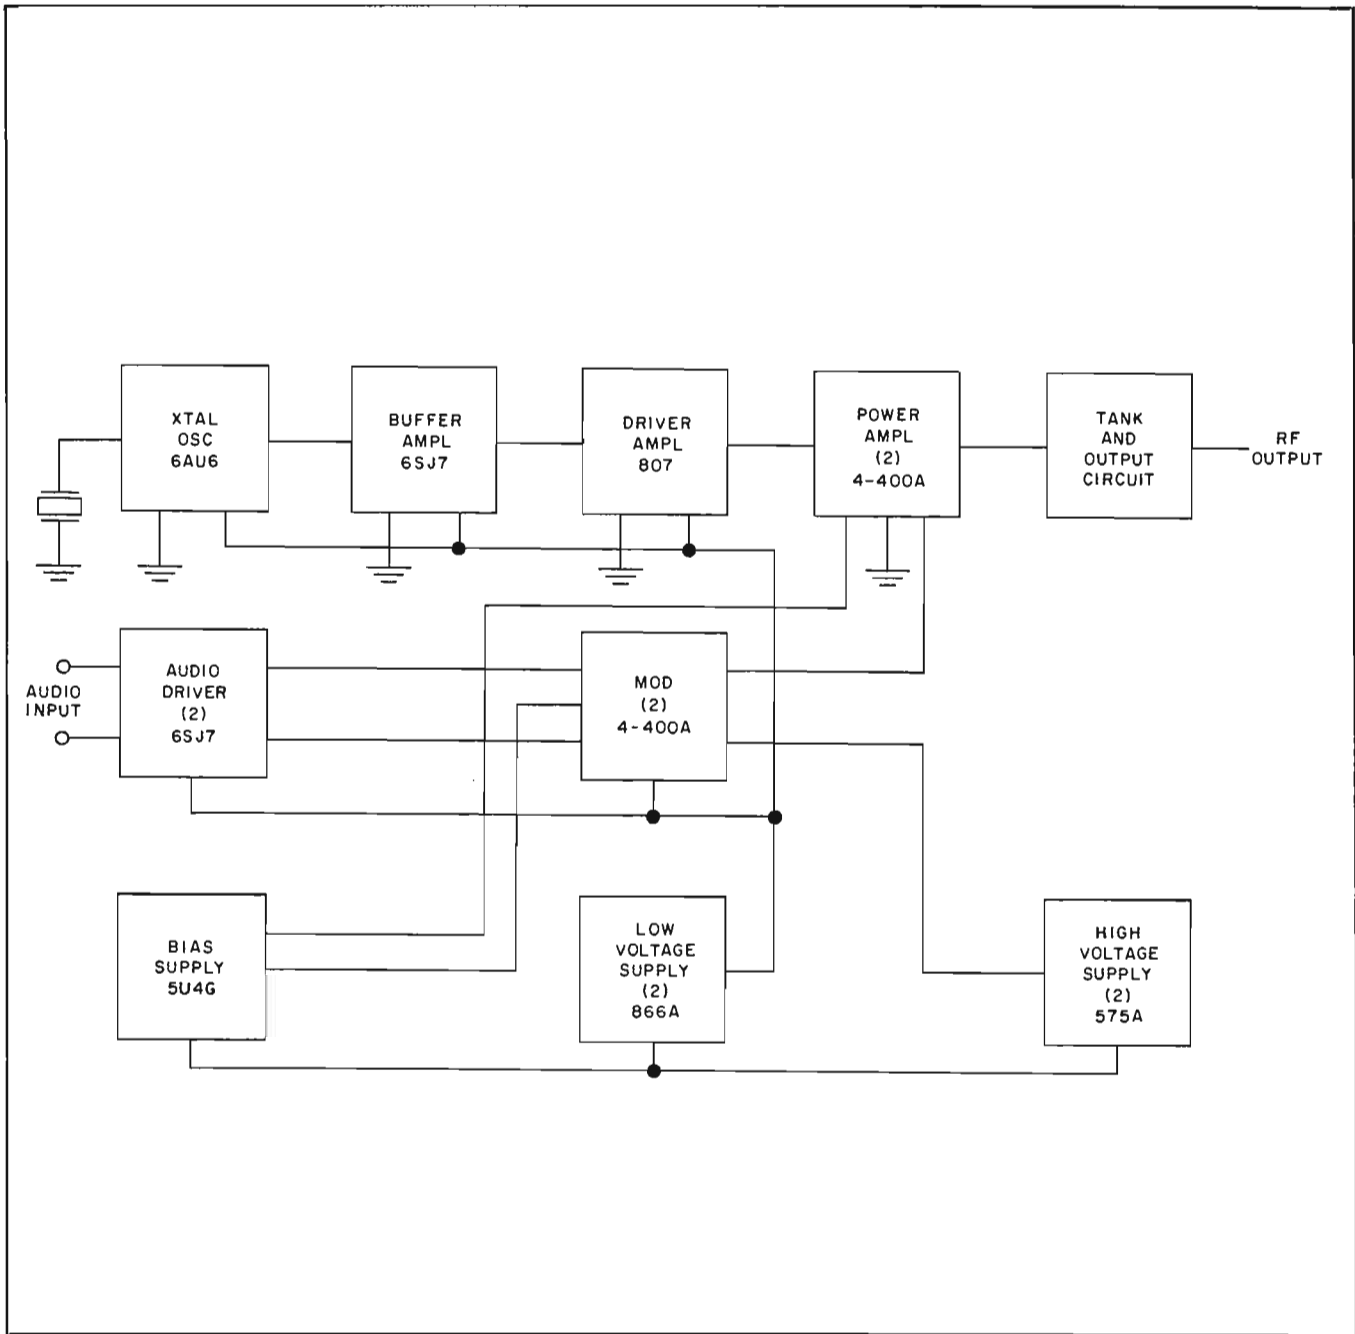 XTAL
OSC
6AU6
BUFFER
AMPL
6SJ7
DRIVER
AMPL
807
POWER
AMPL
(2)
4-400A
TANK
AND
OUTPUT
CIRCUIT
RF
OUTPUT
AUDIO
INPUT
AUDIO
DRIVER
(2)
6SJ7
MOD
(2)
4-400A
BIAS
SUPPLY
5U4G
LOW
VOLTAGE
SUPPLY
(2)
866A
HIGH
VOLTAGE
SUPPLY
(2)
575A